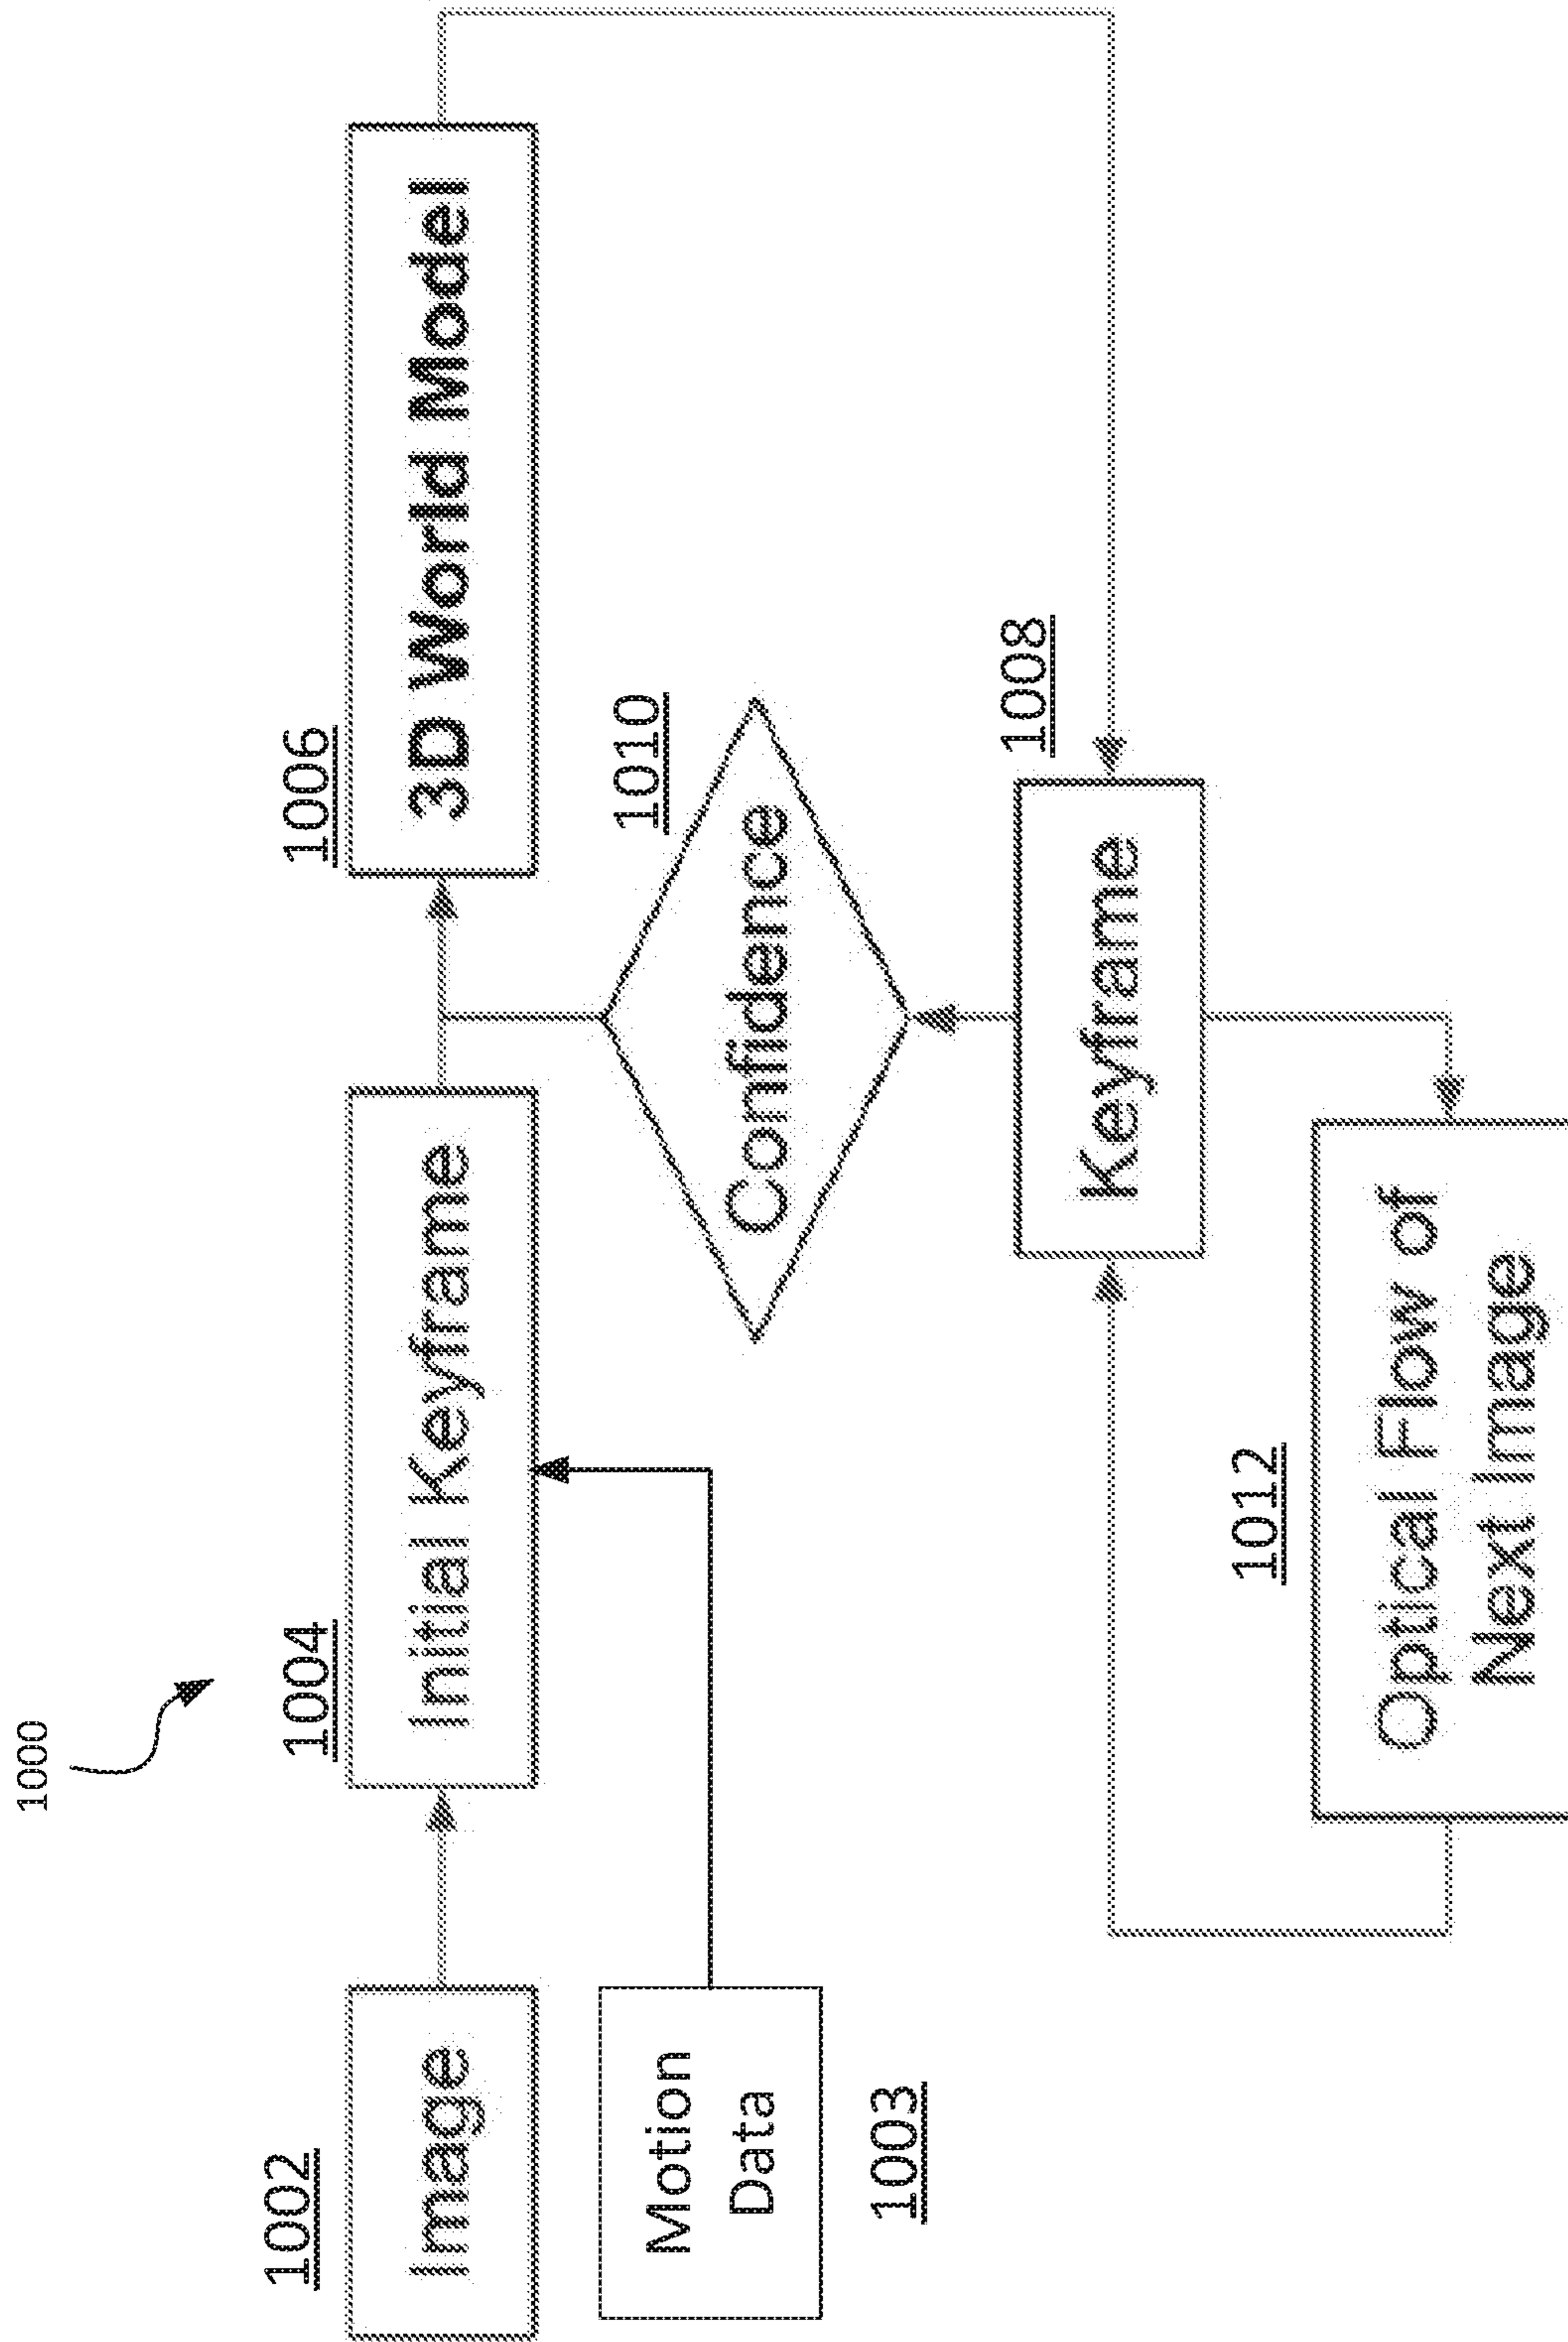 1000
1002
Image
1004
Initial Keyframe
1006
3D World Model
Motion
Data
1003
1010
Confidence
1008
Keyframe
1012
Optical Flow of
Next Image